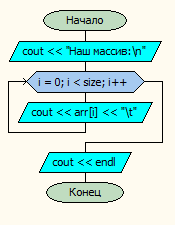 Начало
cout << "Наш массив:\n"
i = 0; i < size; i++
cout << arr[i] << "\t"
cout << endl
Конец